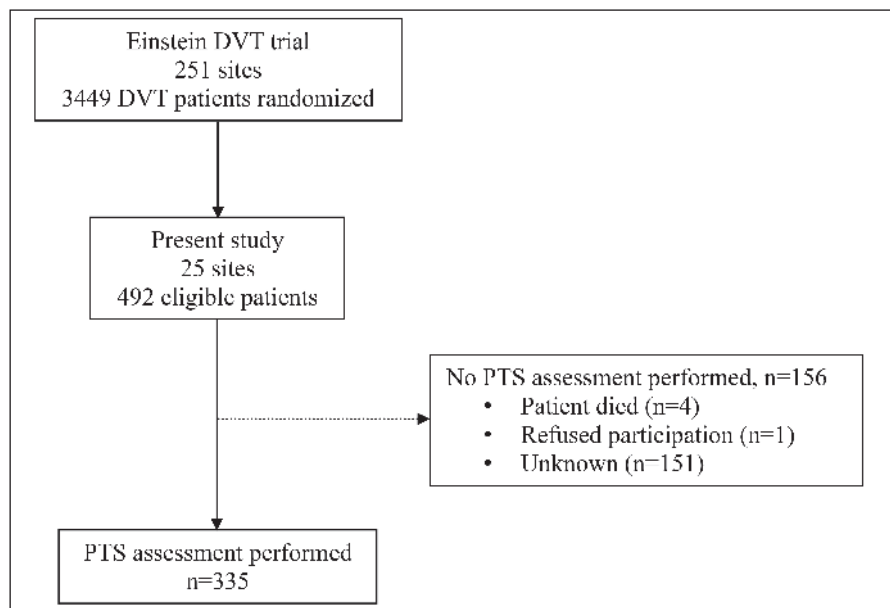 Einstein DVT trial
251 sites
3449 DVT patients randomized
Present study
25 sites
492 eligible patients
No PTS assessment performed, n=156
• Patient died (n=4)
• Refused participation (n=1)
• Unknown (n=151)
PTS assessment performed
n=335